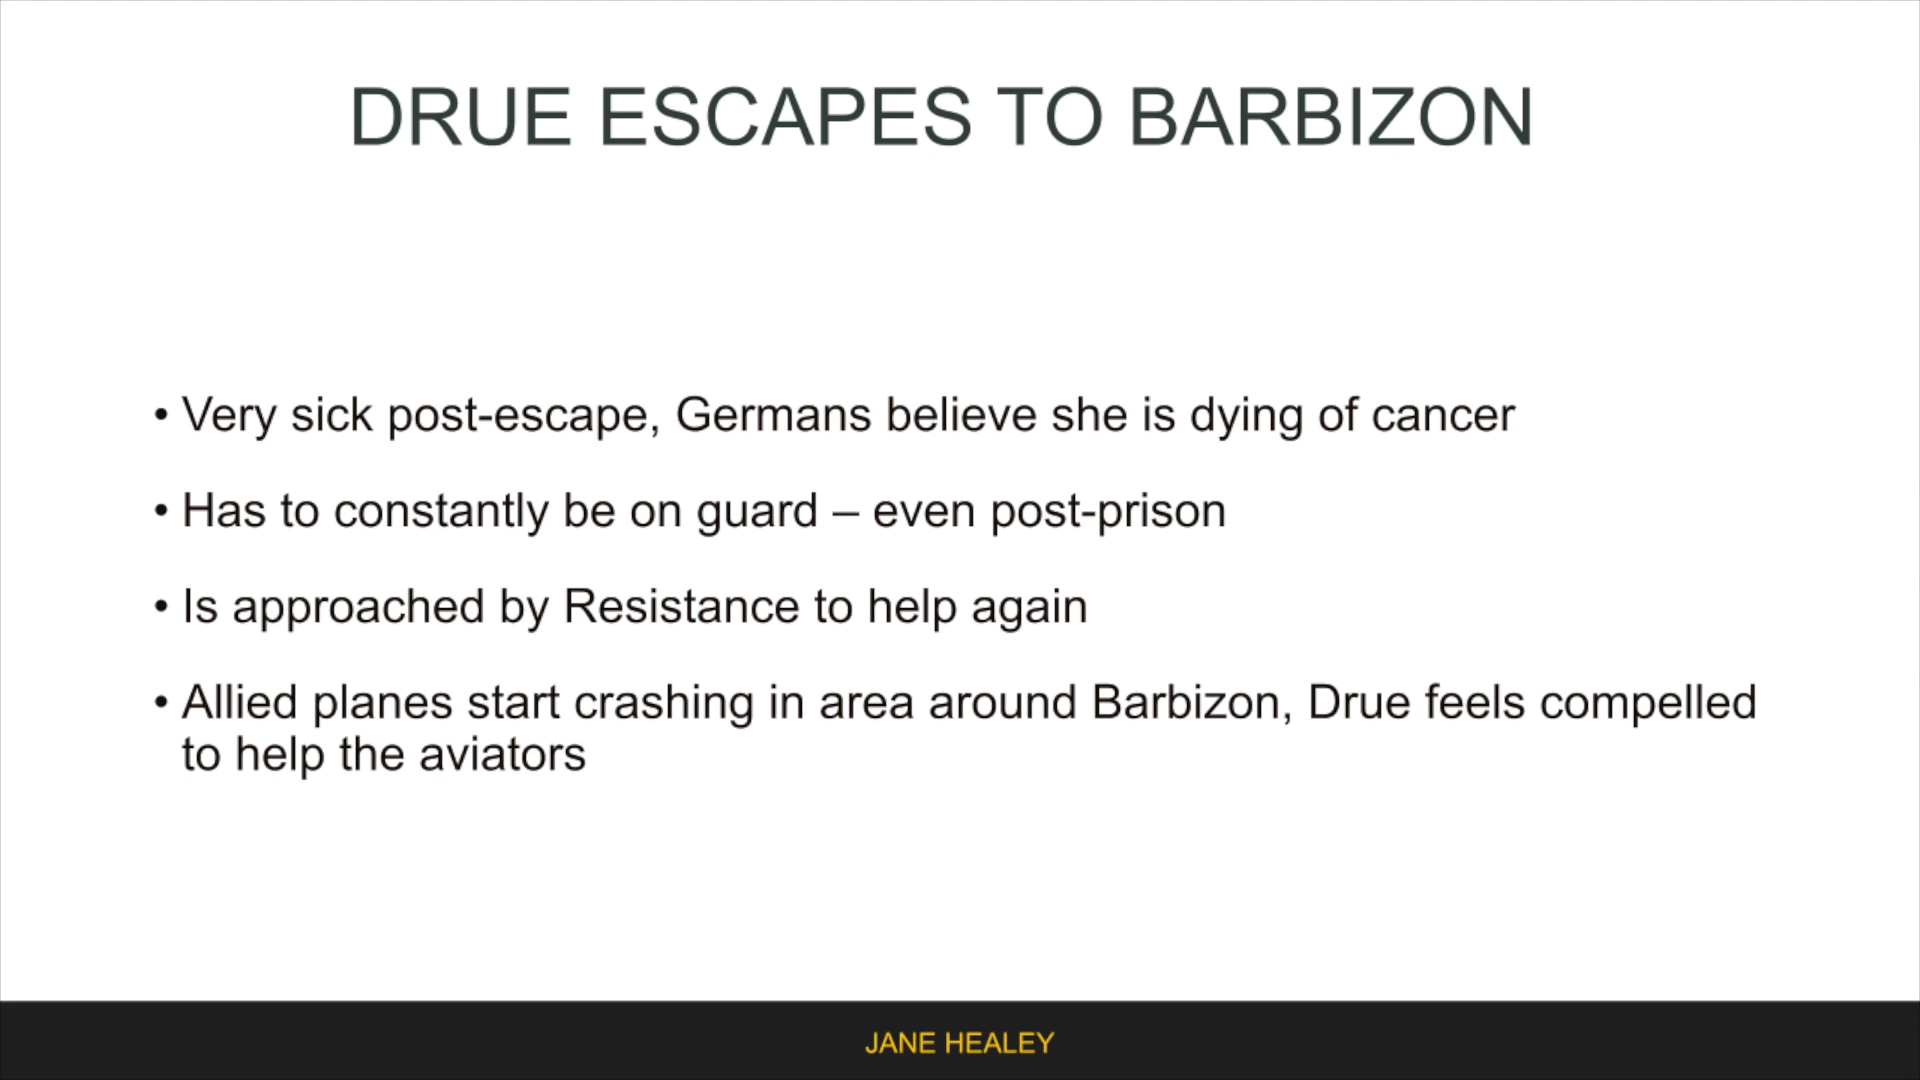 DRUE ESCAPES TO BARBIZON
• Very sick post-escape, Germans believe she is dying of cancer
• Has to constantly be on guard – even post-prison
• Is approached by Resistance to help again
• Allied planes start crashing in area around Barbizon, Drue feels compelled
to help the aviators
JANE HEALEY